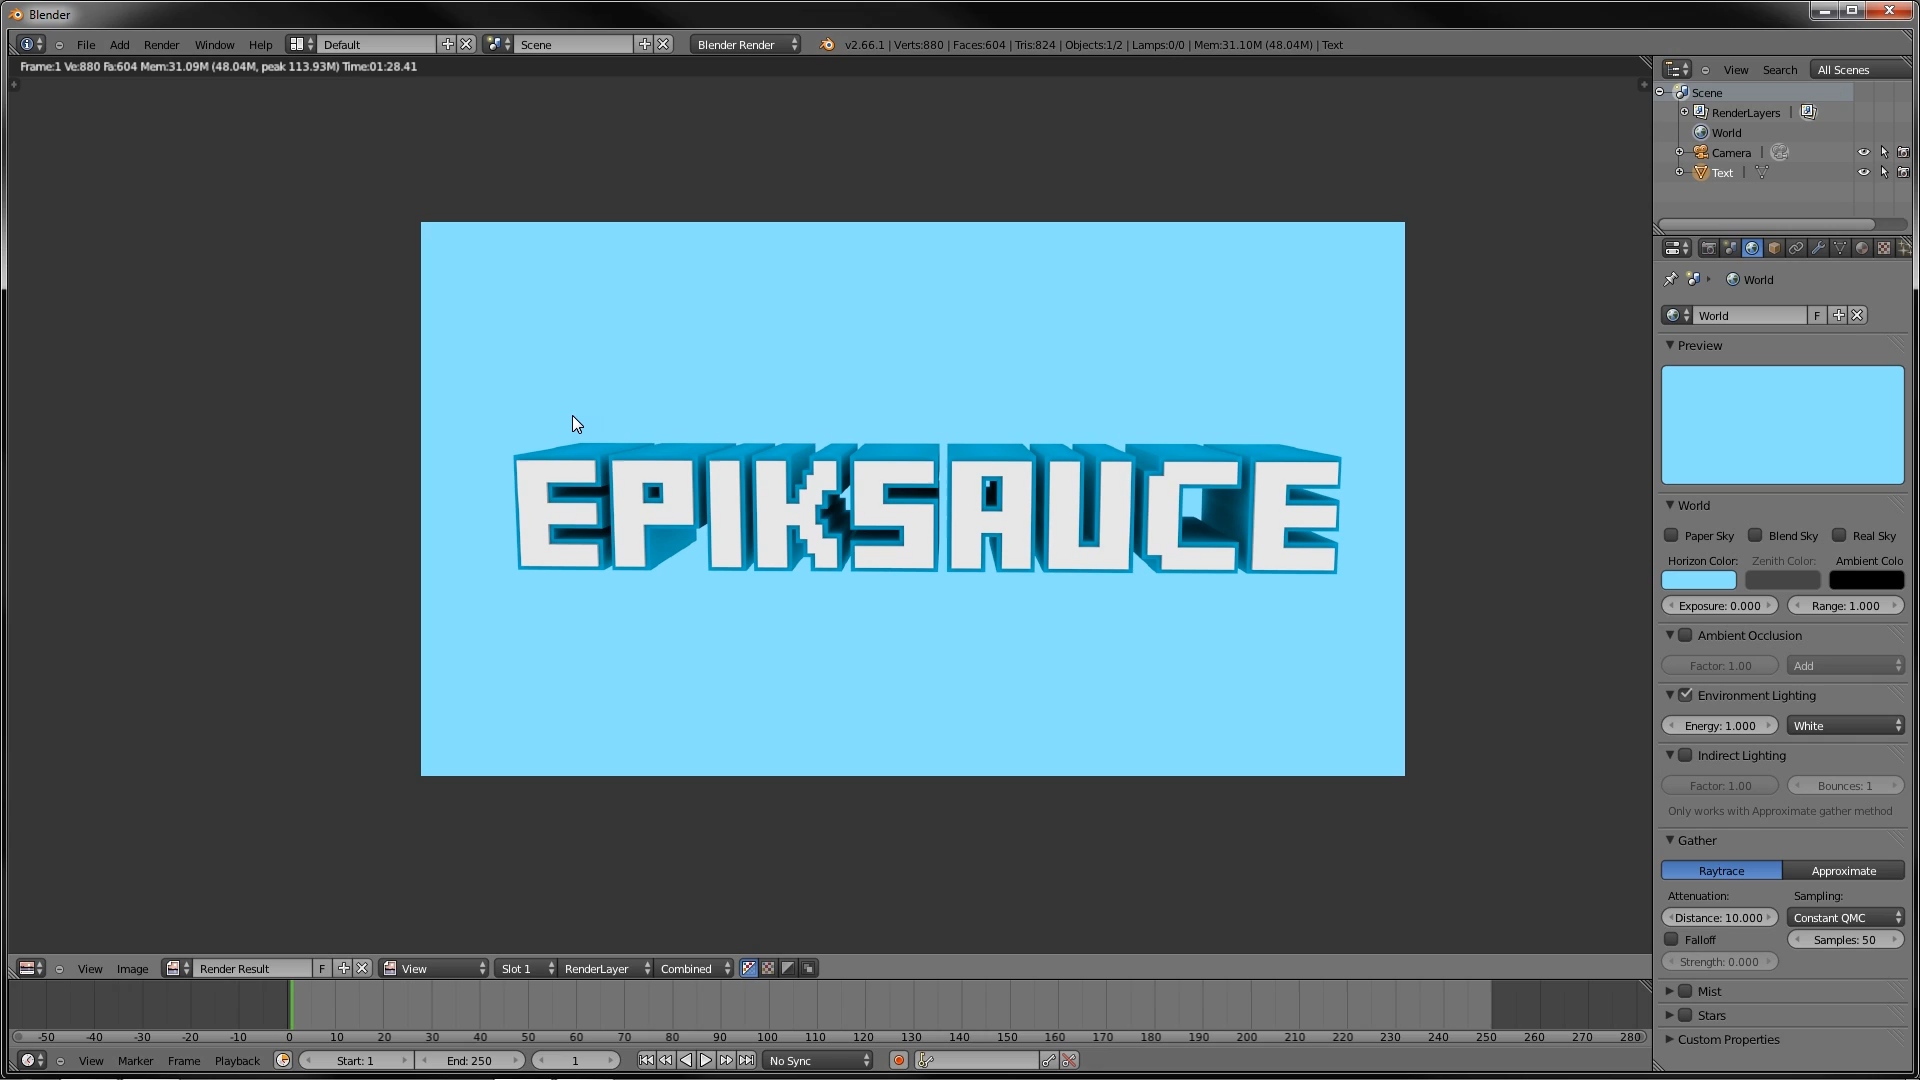 Blender
File Add Render Window Help Default Scene Blender Render v2.66.1 | Verts:880 | Faces:604 | Tris:824 | Objects:1/2 | Lamps:0/0 | Mem:31.10M (48.04M) | Text
Frame:1 Ve:880 Fa:604 Mem:31.09M (48.04M, peak 113.93M) Time:01:28.41
View Search All Scenes
Scene
RenderLayers |
World
Camera |
Text |
World
World F
Preview
World
Paper Sky Blend Sky Real Sky
Horizon Color: Zenith Color: Ambient Colo
Exposure: 0.000 Range: 1.000
Ambient Occlusion
Factor: 1.00 Add
Environment Lighting
Energy: 1.000 White
Indirect Lighting
Factor: 1.00 Bounces: 1
Only works with Approximate gather method
Gather
Raytrace Approximate
Attenuation: Sampling:
Distance: 10.000 Constant QMC
Falloff Samples: 50
Strength: 0.000
Mist
Stars
Custom Properties
EPIKSAUCE
View Image Render Result F View Slot 1 RenderLayer Combined
-50 -40 -30 -20 -10 0 10 20 30 40 50 60 70 80 90 100 110 120 130 140 150 160 170 180 190 200 210 220 230 240 250 260 270 280
View Marker Frame Playback Start: 1 End: 250 1 No Sync